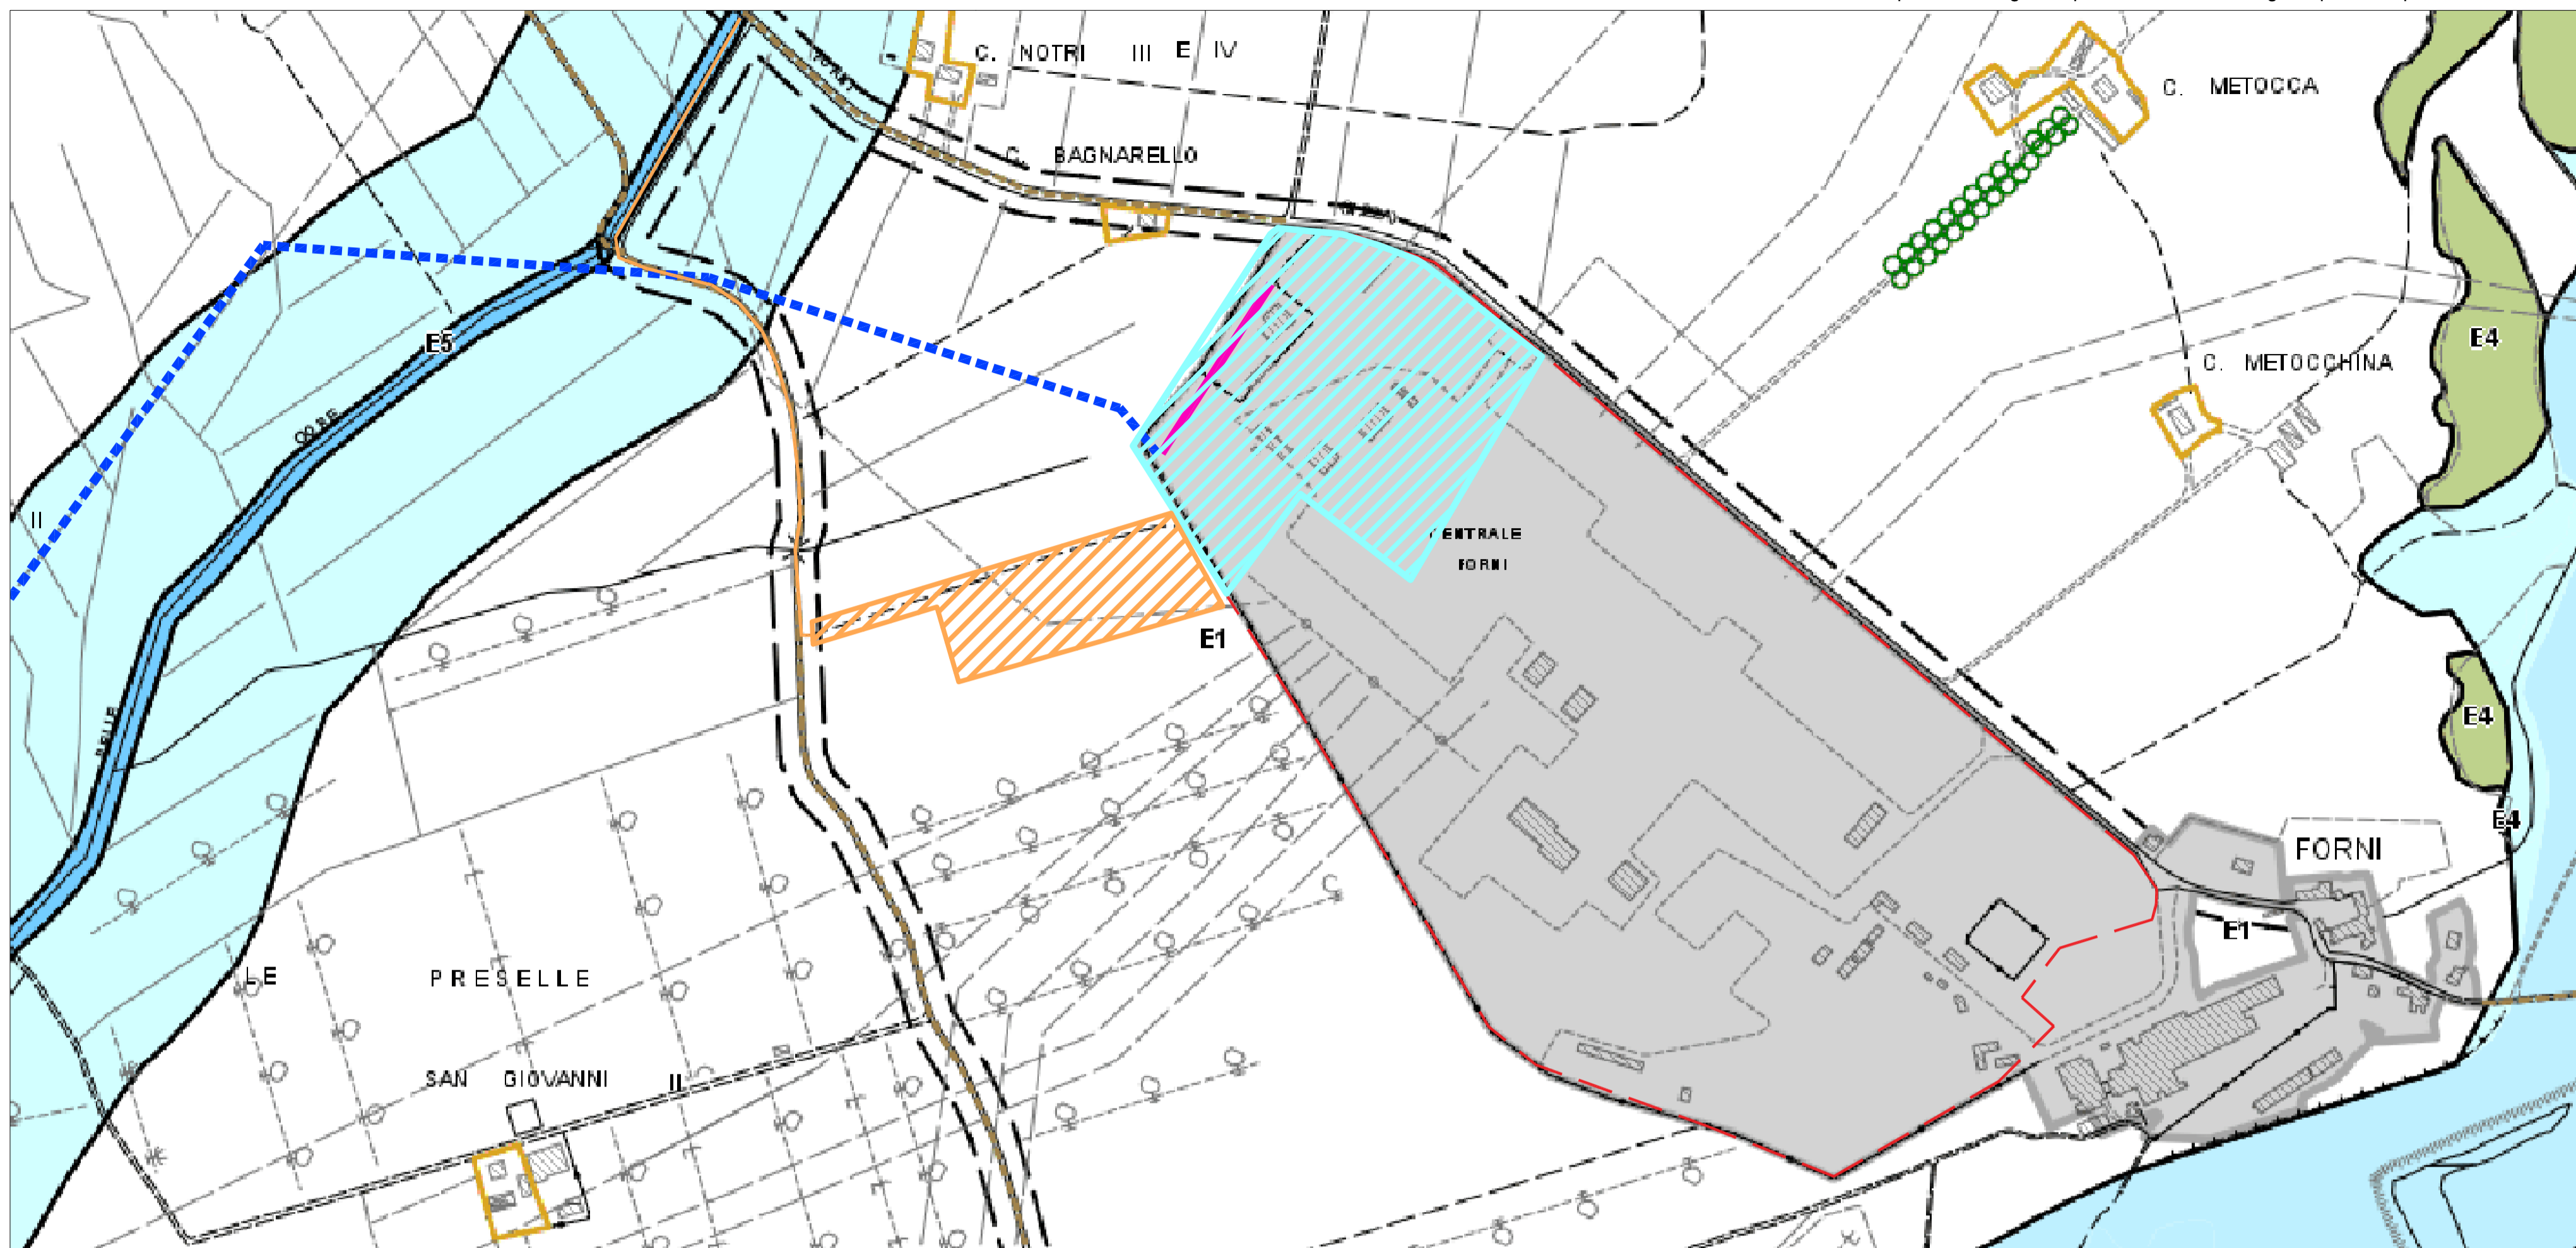 C. NOTRI III E IV
C. METOCCA
C. BAGNARELLO
E5
E4
C. METOCCHINA
II
CENTRALE
FORNI
E1
E4
E4
FORNI
E1
LE PRESELLE
SAN GIOVANNI II